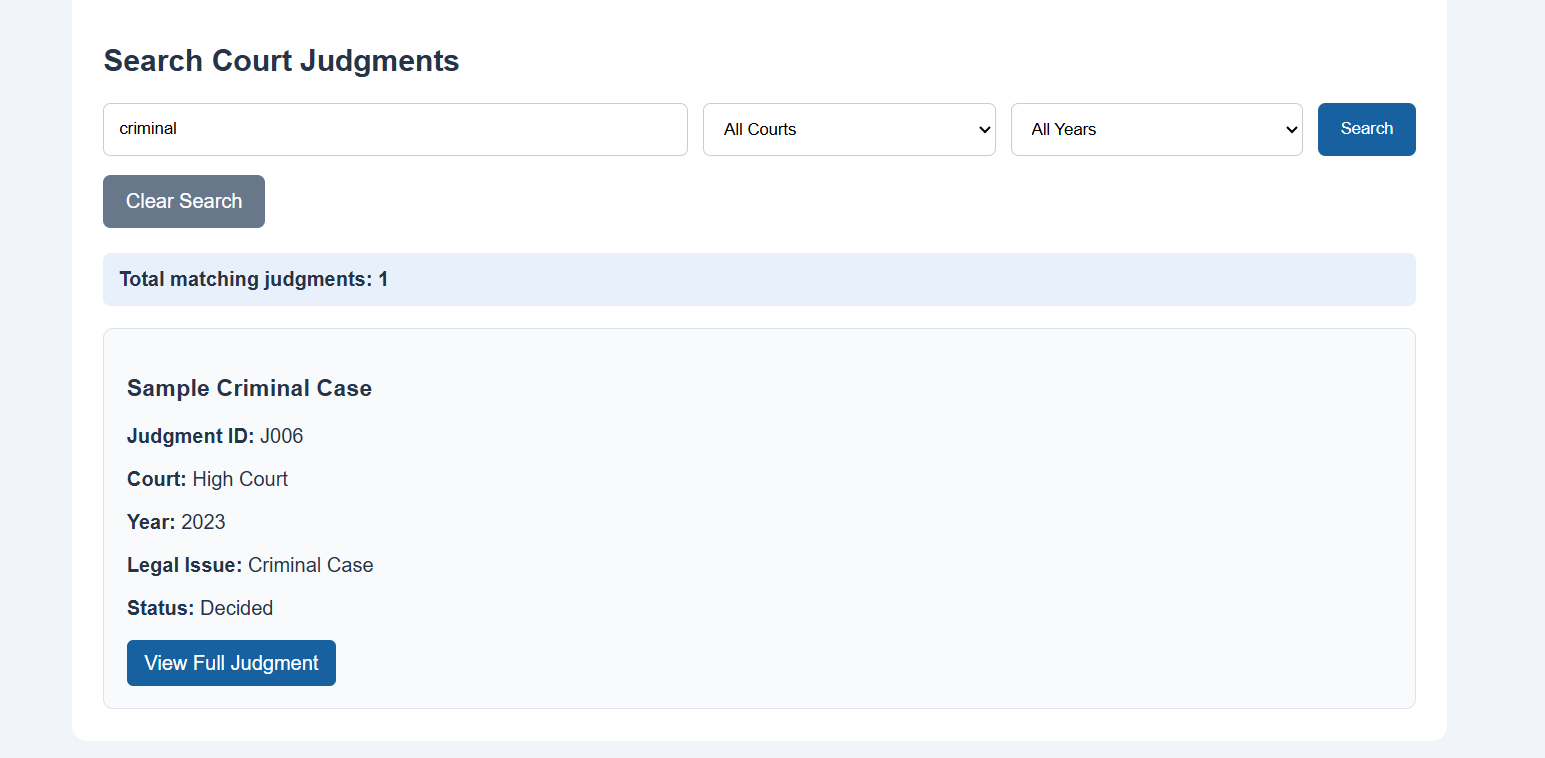 Search Court Judgments
criminal
All Courts
All Years
Search
Clear Search
Total matching judgments: 1
Sample Criminal Case
Judgment ID: J006
Court: High Court
Year: 2023
Legal Issue: Criminal Case
Status: Decided
View Full Judgment